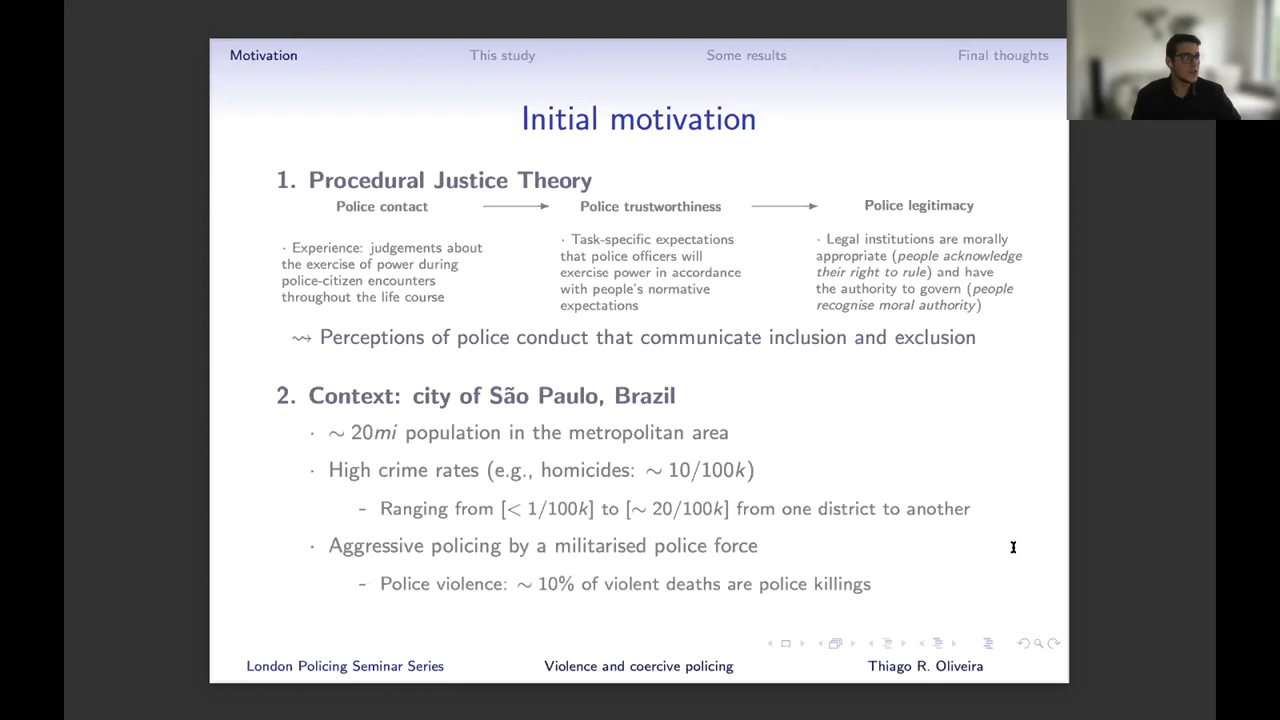 Motivation This study Some results Final thoughts
Initial motivation
1. Procedural Justice Theory
Police contact → Police trustworthiness → Police legitimacy
· Experience: judgements about
the exercise of power during
police-citizen encounters
throughout the life course
· Task-specific expectations
that police officers will
exercise power in accordance
with people's normative
expectations
· Legal institutions are morally
appropriate (people acknowledge
their right to rule) and have
the authority to govern (people
recognise moral authority)
⇝ Perceptions of police conduct that communicate inclusion and exclusion
2. Context: city of São Paulo, Brazil
· ∼ 20mi population in the metropolitan area
· High crime rates (e.g., homicides: ∼ 10/100k)
- Ranging from [< 1/100k] to [∼ 20/100k] from one district to another
· Aggressive policing by a militarised police force
- Police violence: ∼ 10% of violent deaths are police killings
London Policing Seminar Series Violence and coercive policing Thiago R. Oliveira